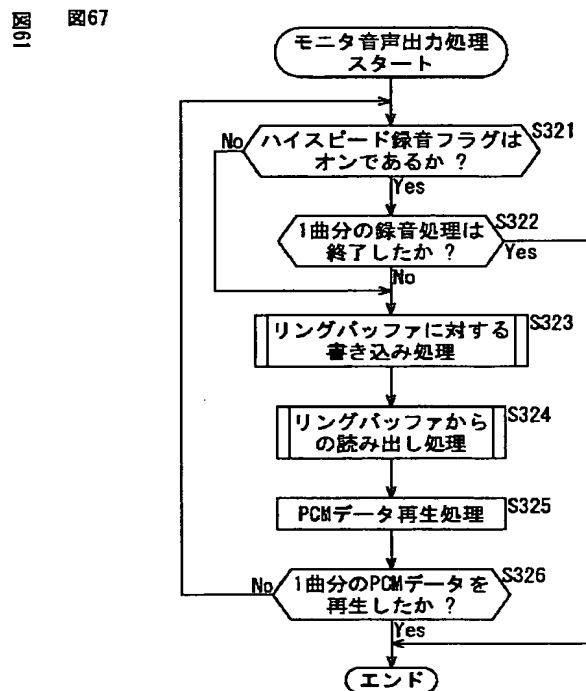 図61
図67
モニタ音声出力処理
スタート
ハイスピード録音フラグは
オンであるか ?
S321
No
Yes
1曲分の録音処理は
終了したか ?
S322
Yes
No
リングバッファに対する
書き込み処理
S323
リングバッファから
の読み出し処理
S324
PCMデータ再生処理
S325
1曲分のPCMデータを
再生したか ?
S326
No
Yes
エンド